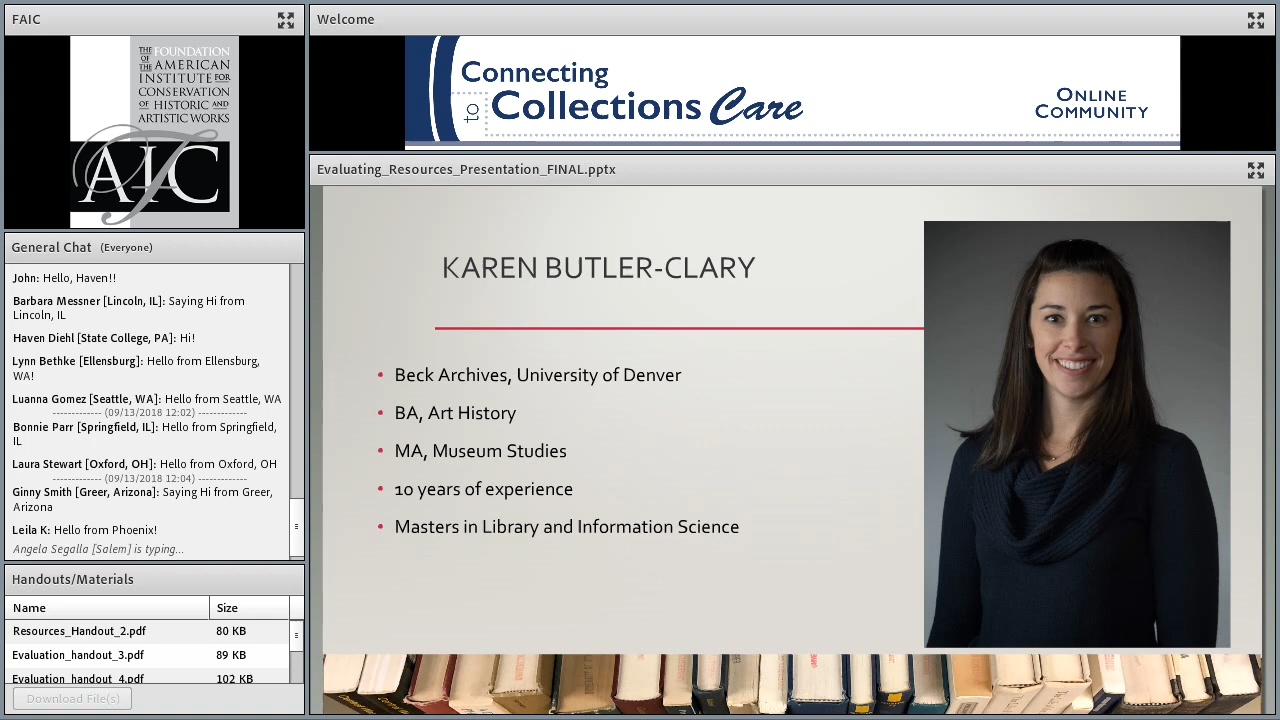 FAIC
THE FOUNDATION
OF THE AMERICAN
INSTITUTE FOR
CONSERVATION
OF HISTORIC AND
ARTISTIC WORKS
FAIC
General Chat (Everyone)
John: Hello, Haven!!
Barbara Messner [Lincoln, IL]: Saying Hi from
Lincoln, IL
Haven Diehl [State College, PA]: Hi!
Lynn Bethke [Ellensburg]: Hello from Ellensburg,
WA!
Luanna Gomez [Seattle, WA]: Hello from Seattle, WA
------------- (09/13/2018 12:02) -------------
Bonnie Parr [Springfield, IL]: Hello from Springfield,
IL
Laura Stewart [Oxford, OH]: Hello from Oxford, OH
------------- (09/13/2018 12:04) -------------
Ginny Smith [Greer, Arizona]: Saying Hi from Greer,
Arizona
Leila K: Hello from Phoenix!
Angela Segalla [Salem] is typing...
Handouts/Materials
Name Size
Resources_Handout_2.pdf 80 KB
Evaluation_handout_3.pdf 89 KB
Evaluation_handout_4.pdf 102 KB
Download File(s)
Welcome
Connecting
to Collections Care
ONLINE
COMMUNITY
Evaluating_Resources_Presentation_FINAL.pptx
KAREN BUTLER-CLARY
• Beck Archives, University of Denver
• BA, Art History
• MA, Museum Studies
• 10 years of experience
• Masters in Library and Information Science